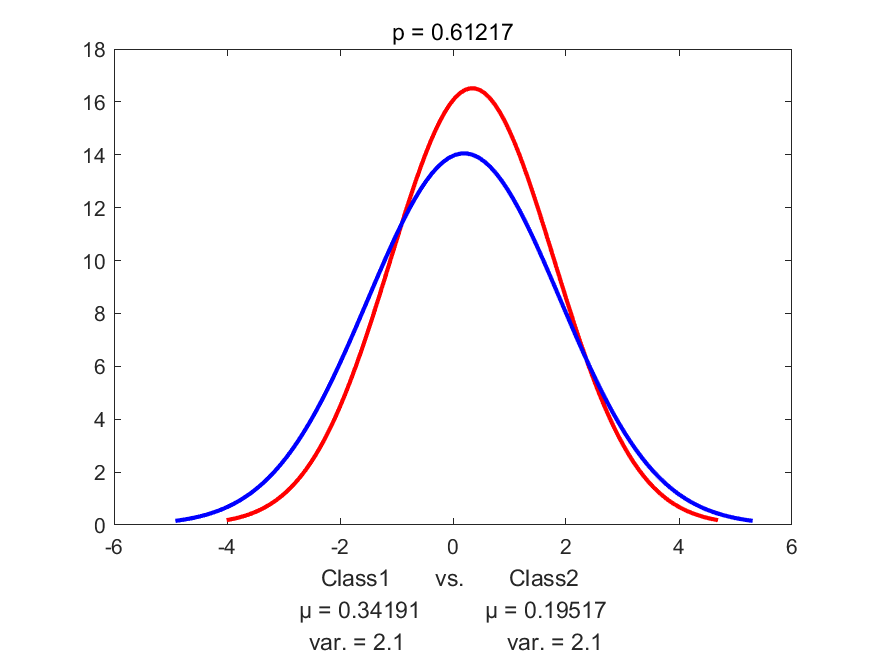 p = 0.61217
18
16
14
12
10
8
6
4
2
0
-6 -4 -2 0 2 4 6
Class1 vs. Class2
μ = 0.34191 μ = 0.19517
var. = 2.1 var. = 2.1